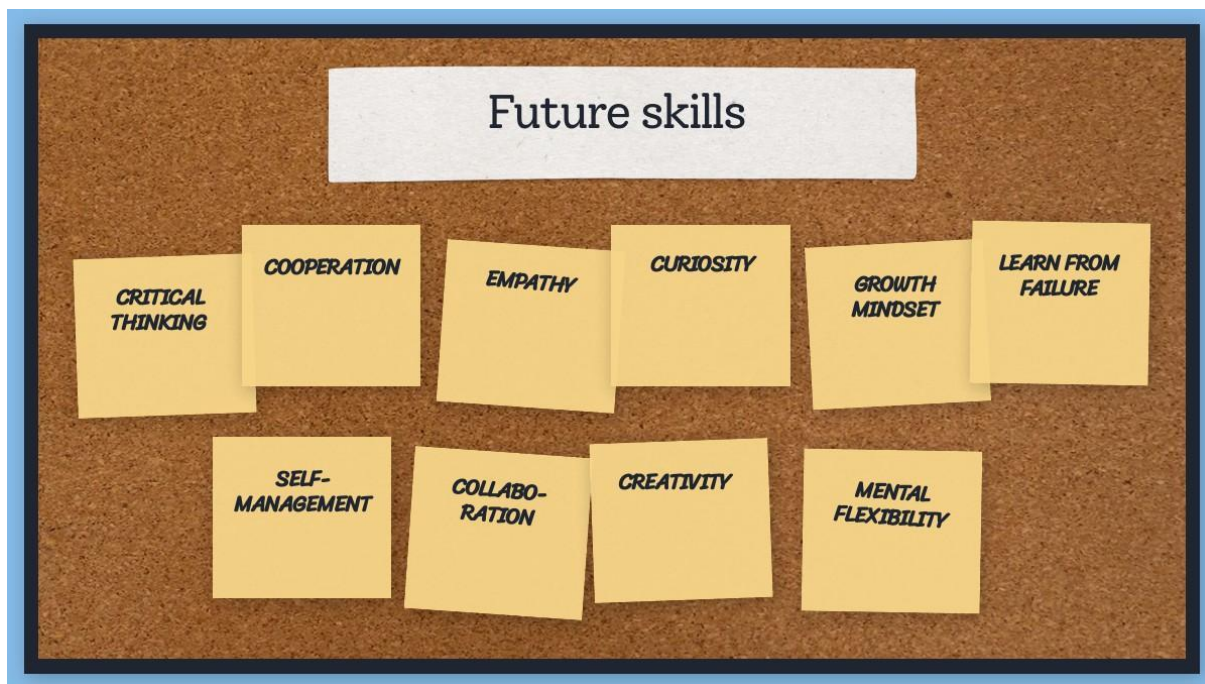 Future skills
CRITICAL
THINKING
COOPERATION
EMPATHY
CURIOSITY
GROWTH
MINDSET
LEARN FROM
FAILURE
SELF-
MANAGEMENT
COLLABO-
RATION
CREATIVITY
MENTAL
FLEXIBILITY